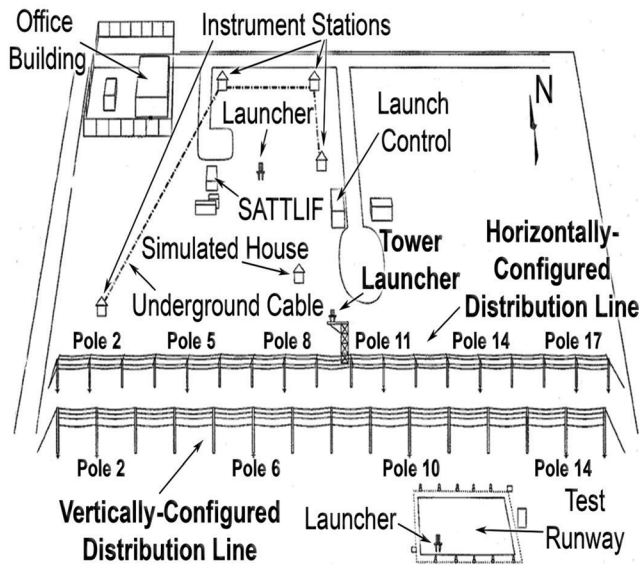 Office
Building
Instrument Stations
Launcher
Launch
Control
N
SATTLIF
Simulated House
Tower
Launcher
Horizontally-
Configured
Distribution Line
Underground Cable
Pole 2
Pole 5
Pole 8
Pole 11
Pole 14
Pole 17
Pole 2
Pole 6
Pole 10
Pole 14
Vertically-Configured
Distribution Line
Launcher
Test
Runway